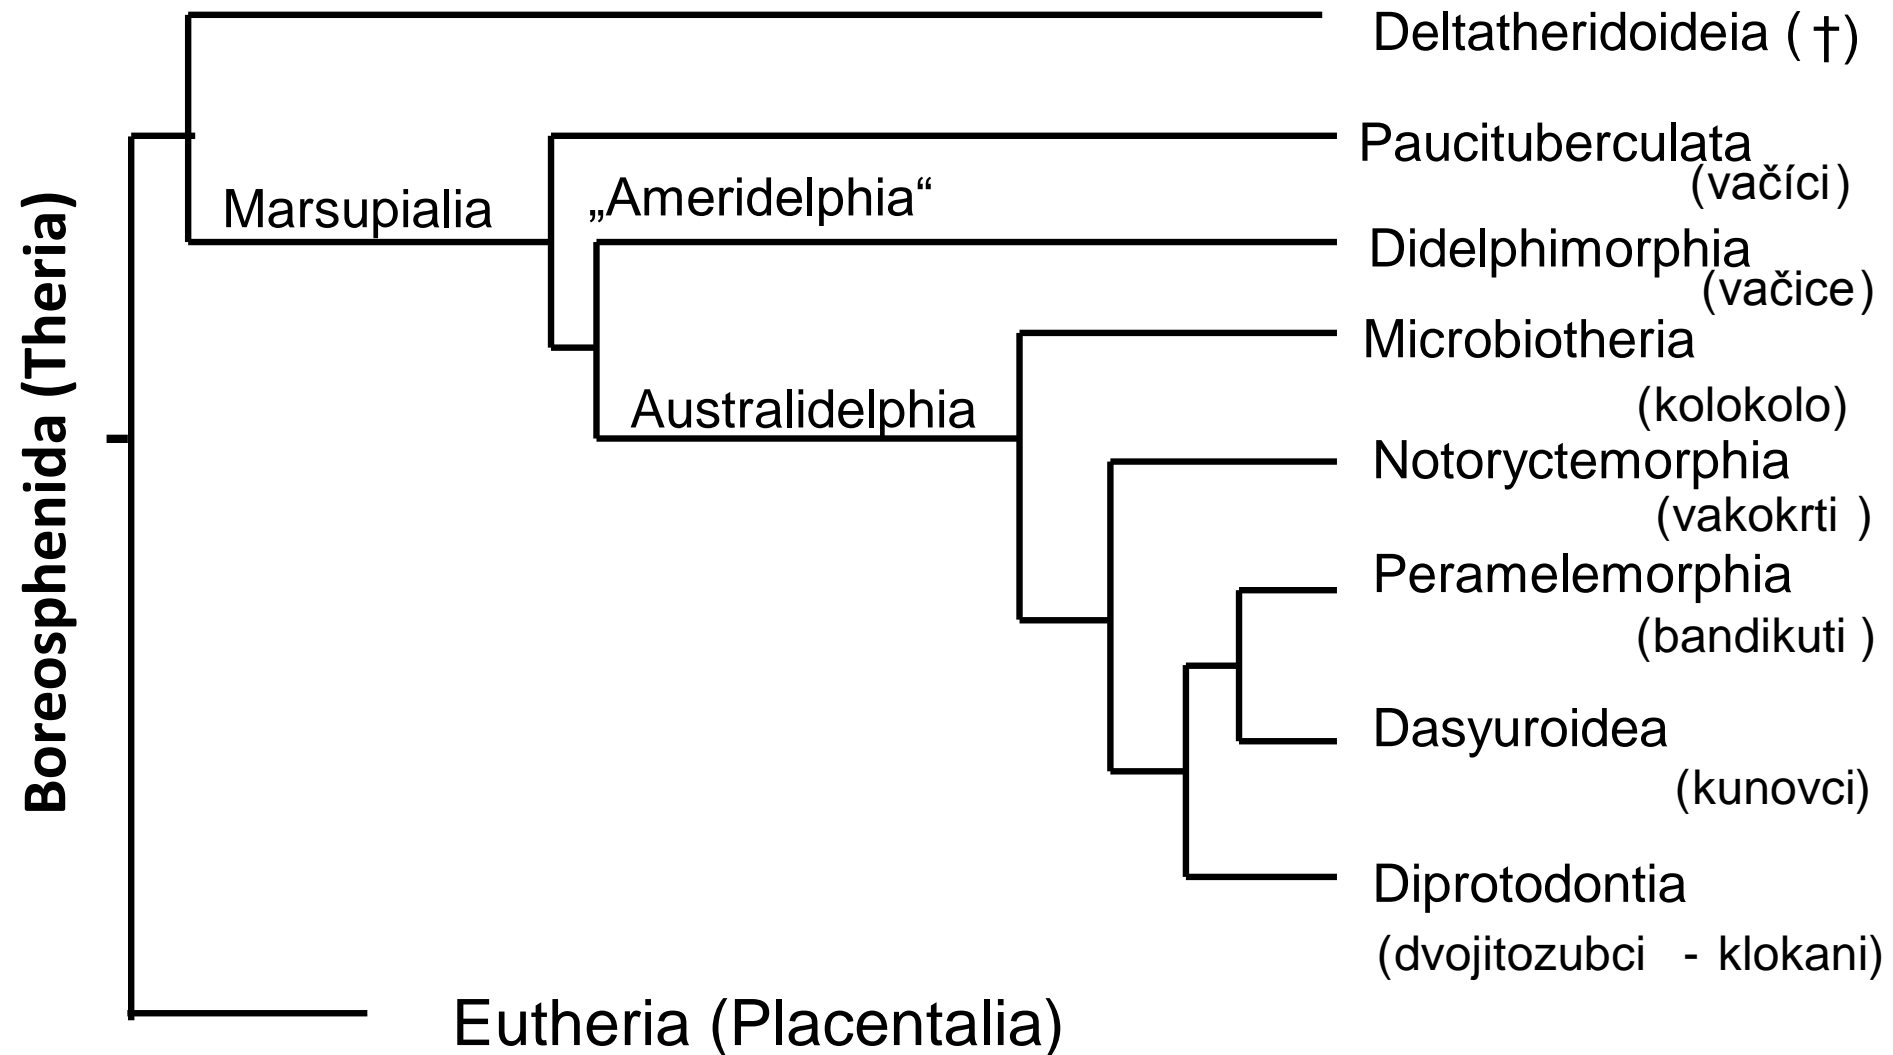 Boreosphenida (Theria)
Deltatheridoideia (†)
Paucituberculata
(vačíci)
Marsupialia
„Ameridelphia“
Didelphimorphia
(vačice)
Microbiotheria
(kolokolo)
Australidelphia
Notoryctemorphia
(vakokrti )
Peramelemorphia
(bandikuti )
Dasyuroidea
(kunovci)
Diprotodontia
(dvojitozubci - klokani)
Eutheria (Placentalia)